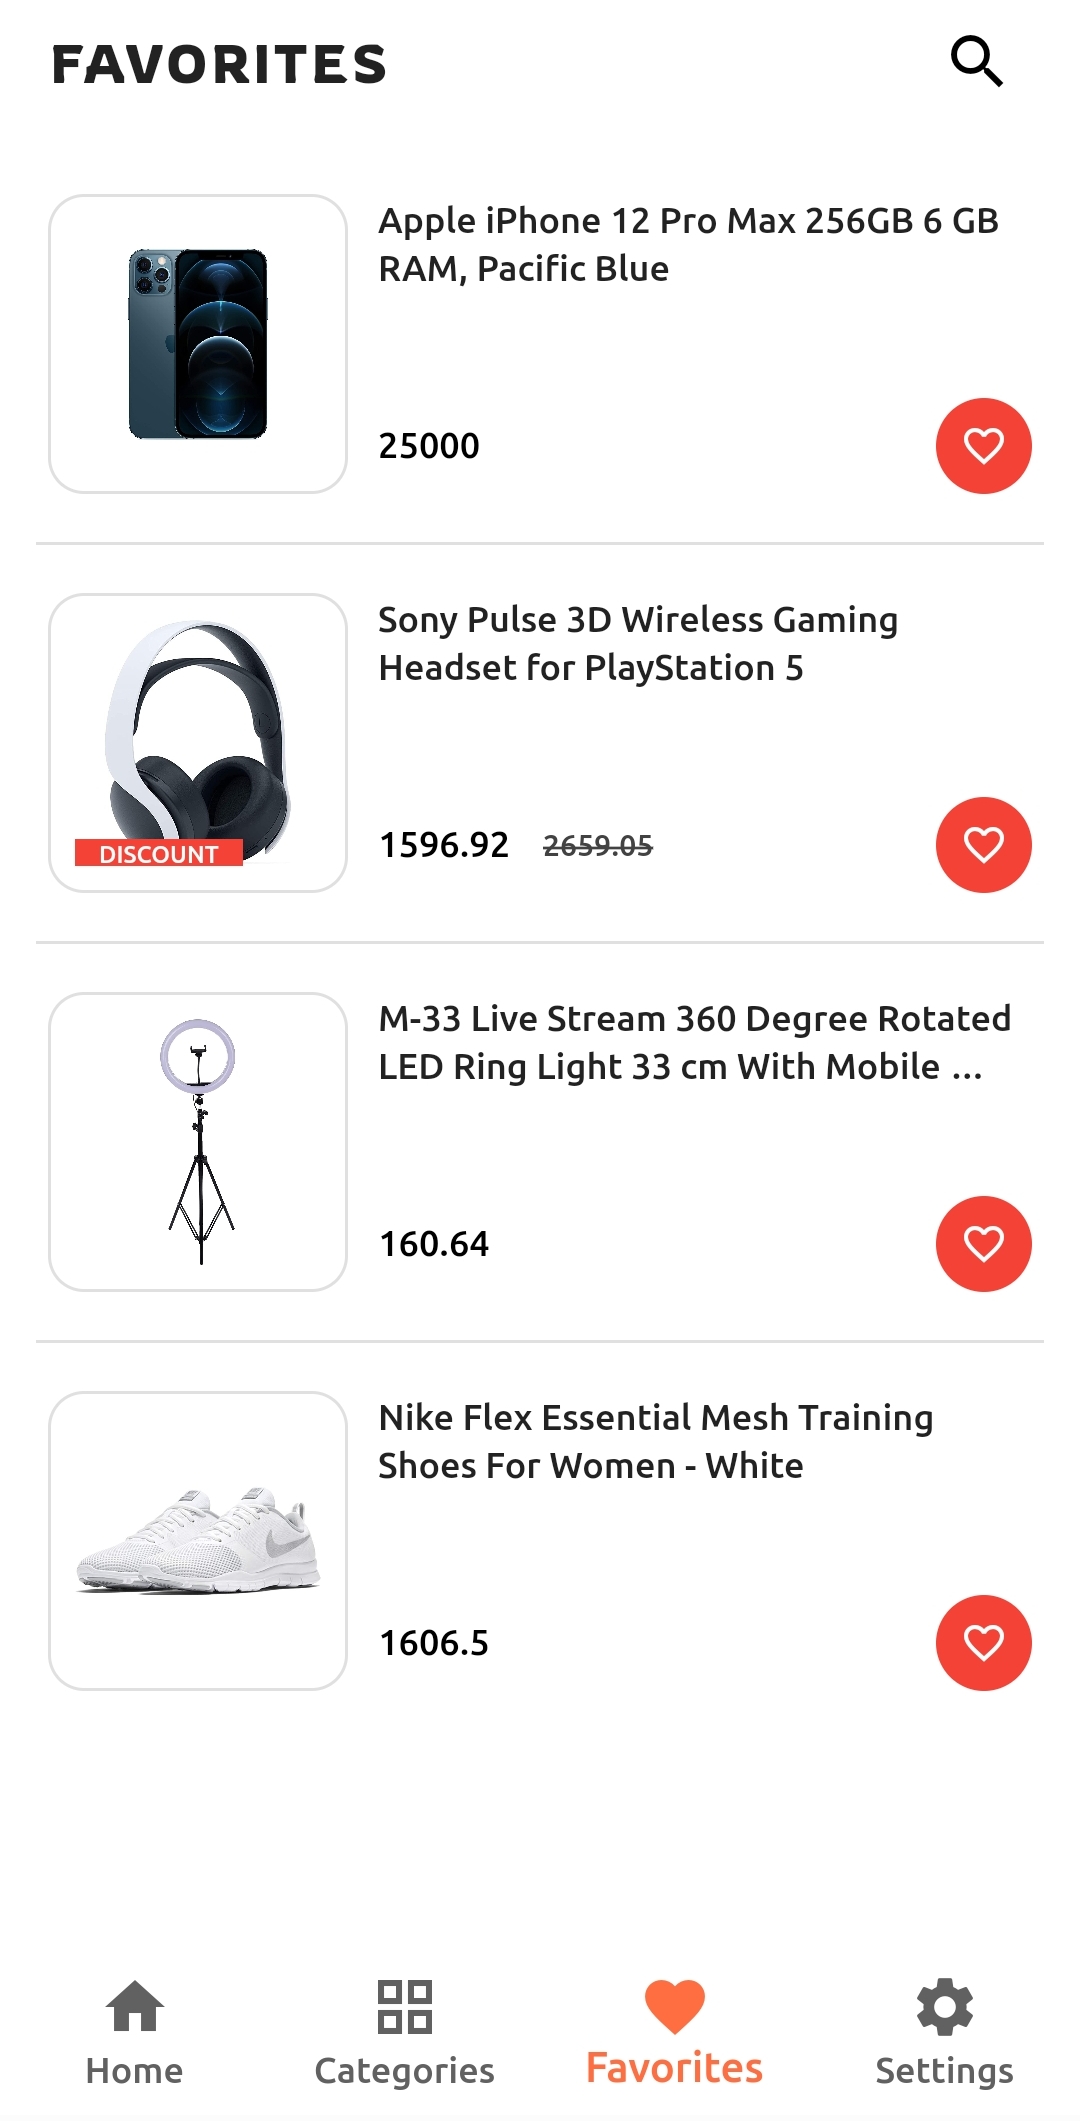 FAVORITES
Apple iPhone 12 Pro Max 256GB 6 GB
RAM, Pacific Blue
25000
Sony Pulse 3D Wireless Gaming
Headset for PlayStation 5
DISCOUNT
1596.92 2659.05
M-33 Live Stream 360 Degree Rotated
LED Ring Light 33 cm With Mobile ...
160.64
Nike Flex Essential Mesh Training
Shoes For Women - White
1606.5
Home Categories Favorites Settings